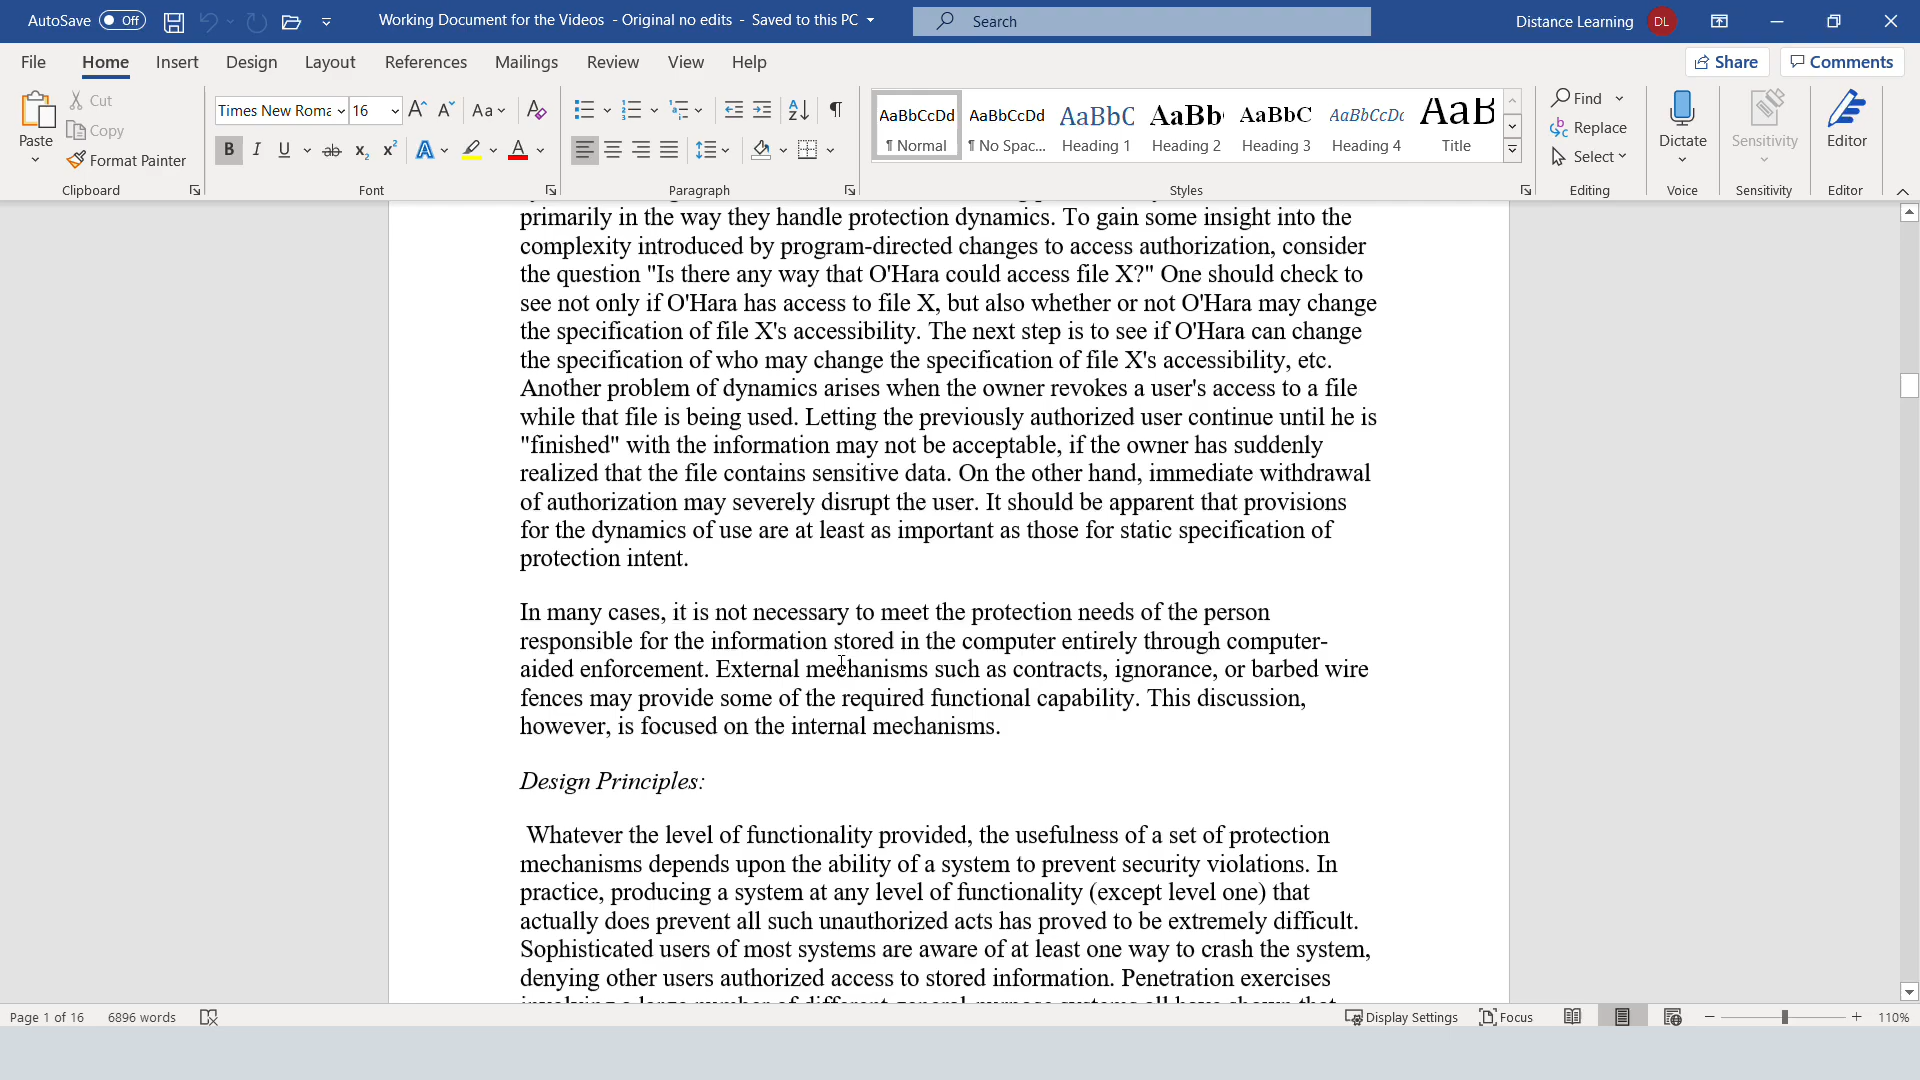 AutoSave Off Working Document for the Videos - Original no edits - Saved to this PC Search Distance Learning DL
File Home Insert Design Layout References Mailings Review View Help Share Comments
Paste Cut Copy Format Painter Clipboard
Times New Roma 16 Aa Font
B I U ab x2 x2 A A
Paragraph
AaBbCcDd AaBbCcDd AaBbC AaBb AaBbC AaBbCcDc AaB
¶ Normal ¶ No Spac... Heading 1 Heading 2 Heading 3 Heading 4 Title
Styles
Find Replace Select Editing
Dictate Voice
Sensitivity Sensitivity
Editor Editor
primarily in the way they handle protection dynamics. To gain some insight into the
complexity introduced by program-directed changes to access authorization, consider
the question "Is there any way that O'Hara could access file X?" One should check to
see not only if O'Hara has access to file X, but also whether or not O'Hara may change
the specification of file X's accessibility. The next step is to see if O'Hara can change
the specification of who may change the specification of file X's accessibility, etc.
Another problem of dynamics arises when the owner revokes a user's access to a file
while that file is being used. Letting the previously authorized user continue until he is
"finished" with the information may not be acceptable, if the owner has suddenly
realized that the file contains sensitive data. On the other hand, immediate withdrawal
of authorization may severely disrupt the user. It should be apparent that provisions
for the dynamics of use are at least as important as those for static specification of
protection intent.
In many cases, it is not necessary to meet the protection needs of the person
responsible for the information stored in the computer entirely through computer-
aided enforcement. External mechanisms such as contracts, ignorance, or barbed wire
fences may provide some of the required functional capability. This discussion,
however, is focused on the internal mechanisms.
Design Principles:
Whatever the level of functionality provided, the usefulness of a set of protection
mechanisms depends upon the ability of a system to prevent security violations. In
practice, producing a system at any level of functionality (except level one) that
actually does prevent all such unauthorized acts has proved to be extremely difficult.
Sophisticated users of most systems are aware of at least one way to crash the system,
denying other users authorized access to stored information. Penetration exercises
Page 1 of 16 6896 words Display Settings Focus 110%